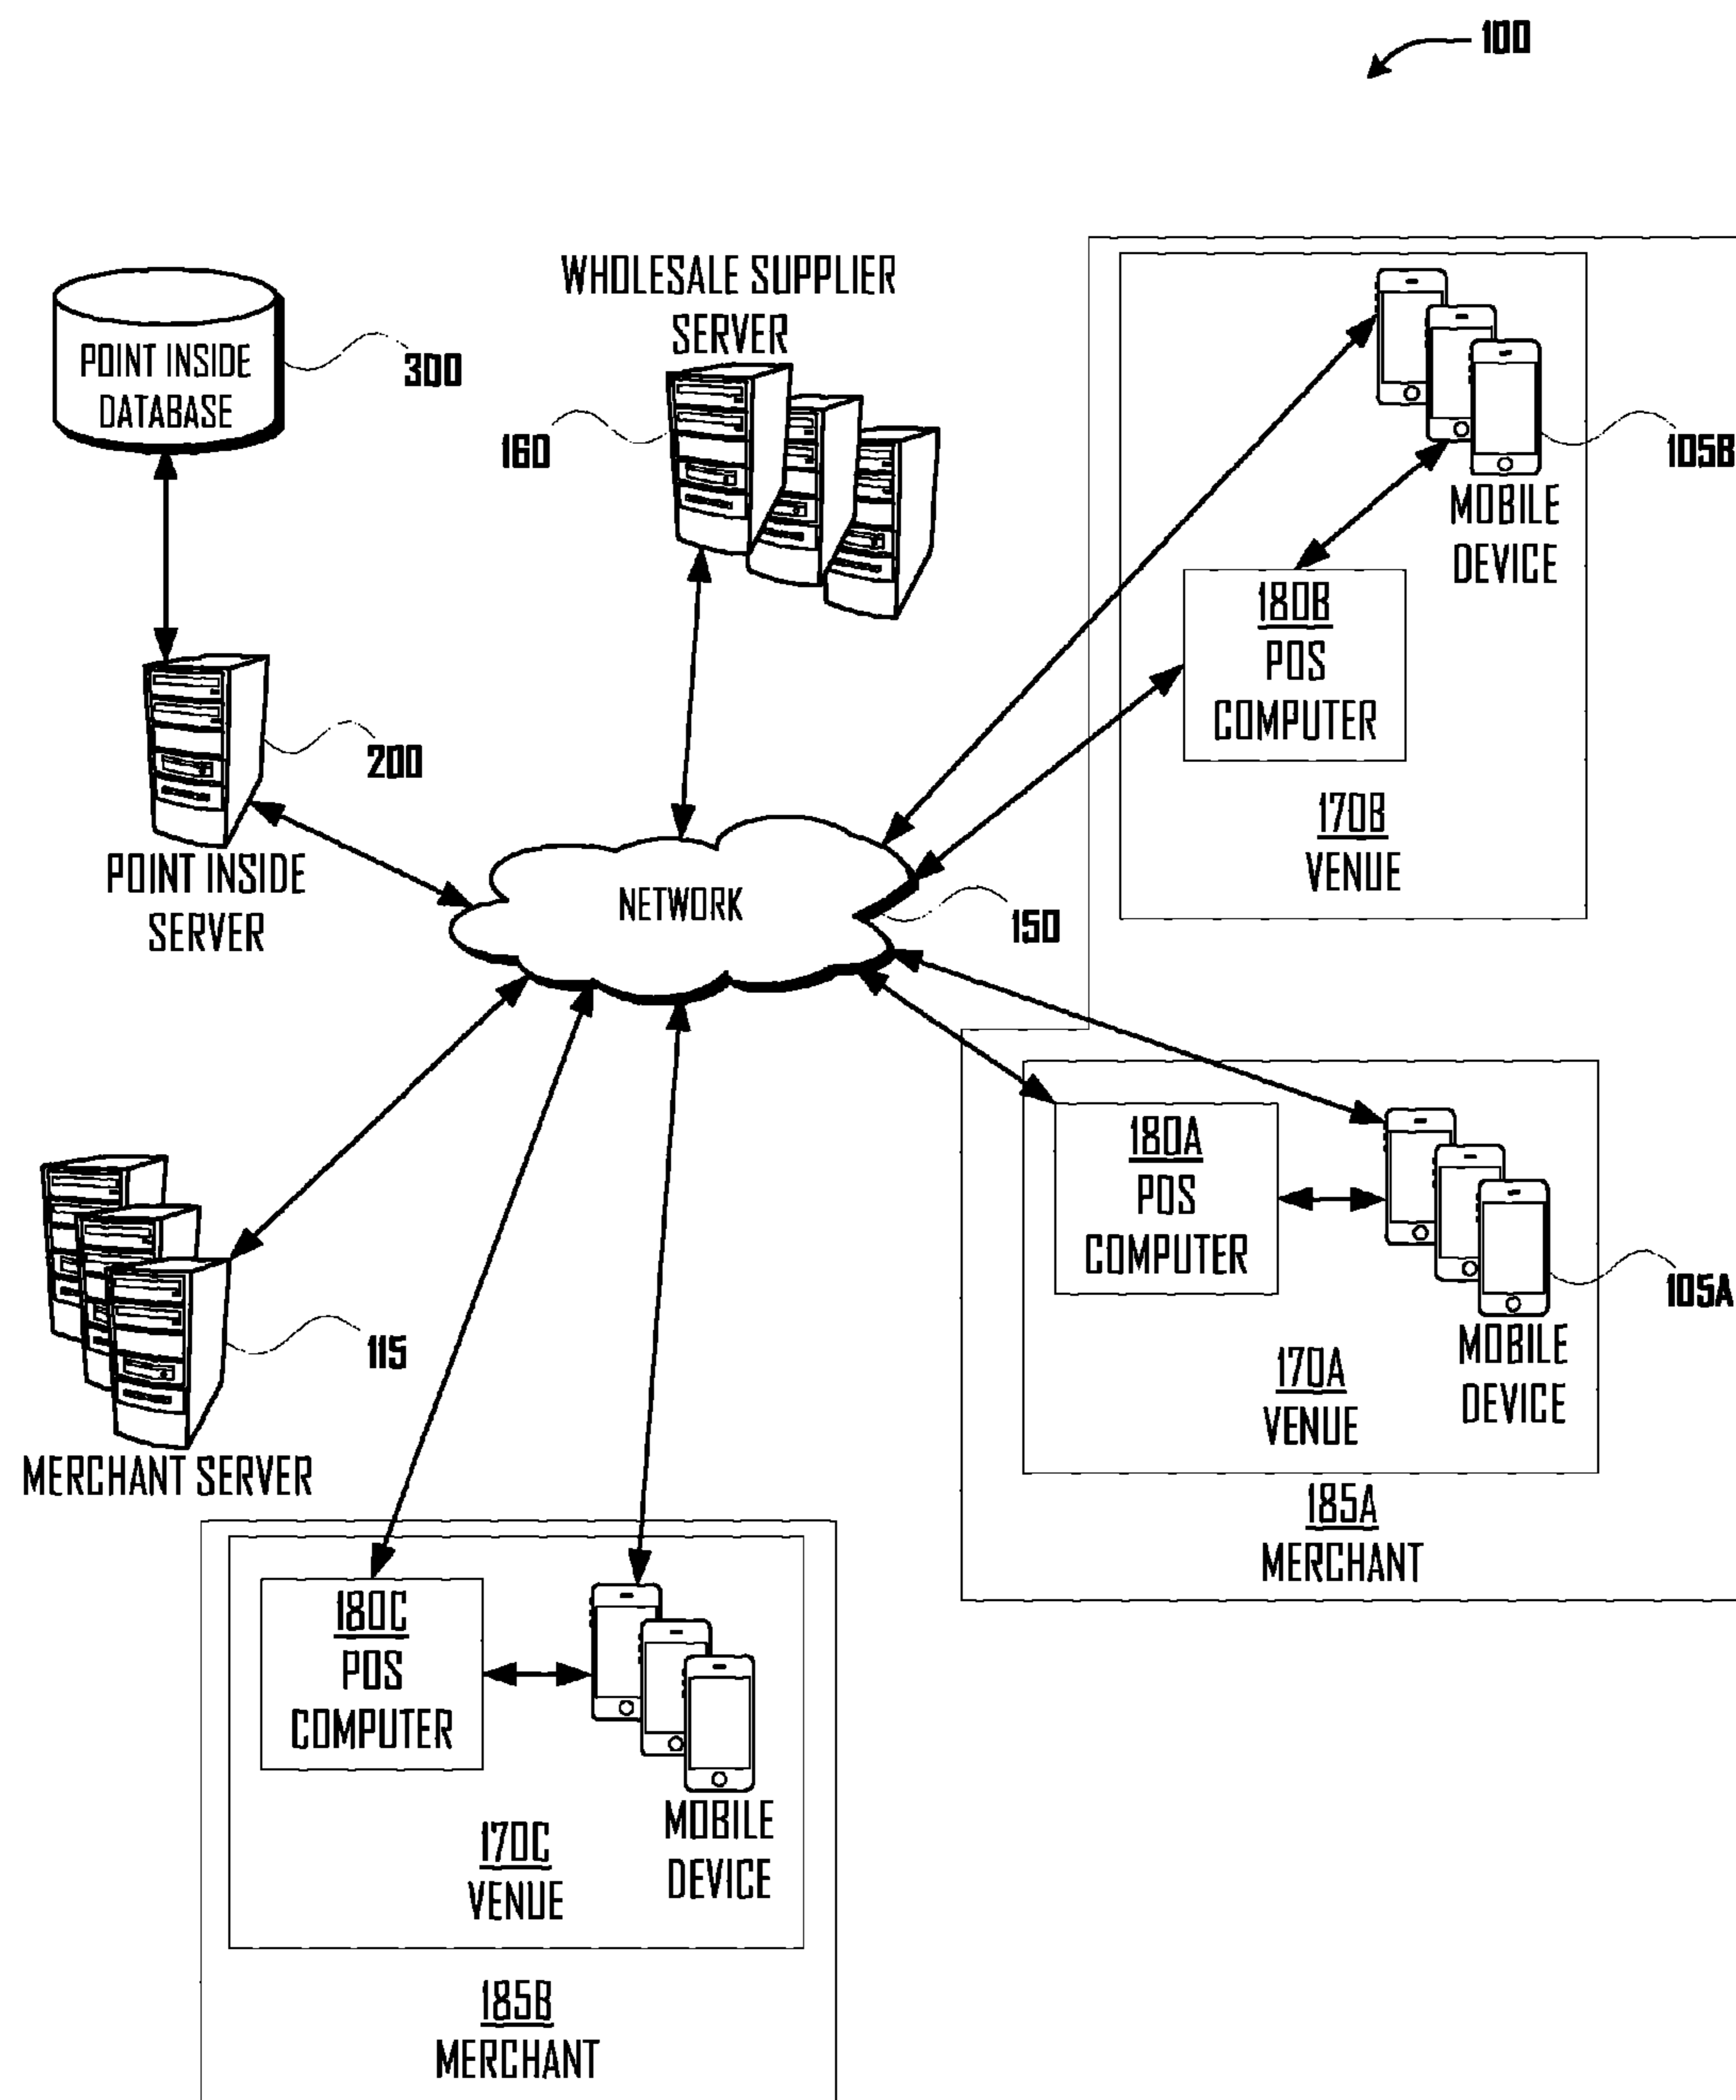 100
WHOLESALE SUPPLIER
SERVER
POINT INSIDE
DATABASE
300
160
105B
MOBILE
DEVICE
180B
POS
COMPUTER
200
170B
VENUE
POINT INSIDE
SERVER
NETWORK
150
180A
POS
COMPUTER
105A
MOBILE
DEVICE
170A
VENUE
115
MERCHANT SERVER
185A
MERCHANT
180C
POS
COMPUTER
MOBILE
DEVICE
170C
VENUE
185B
MERCHANT